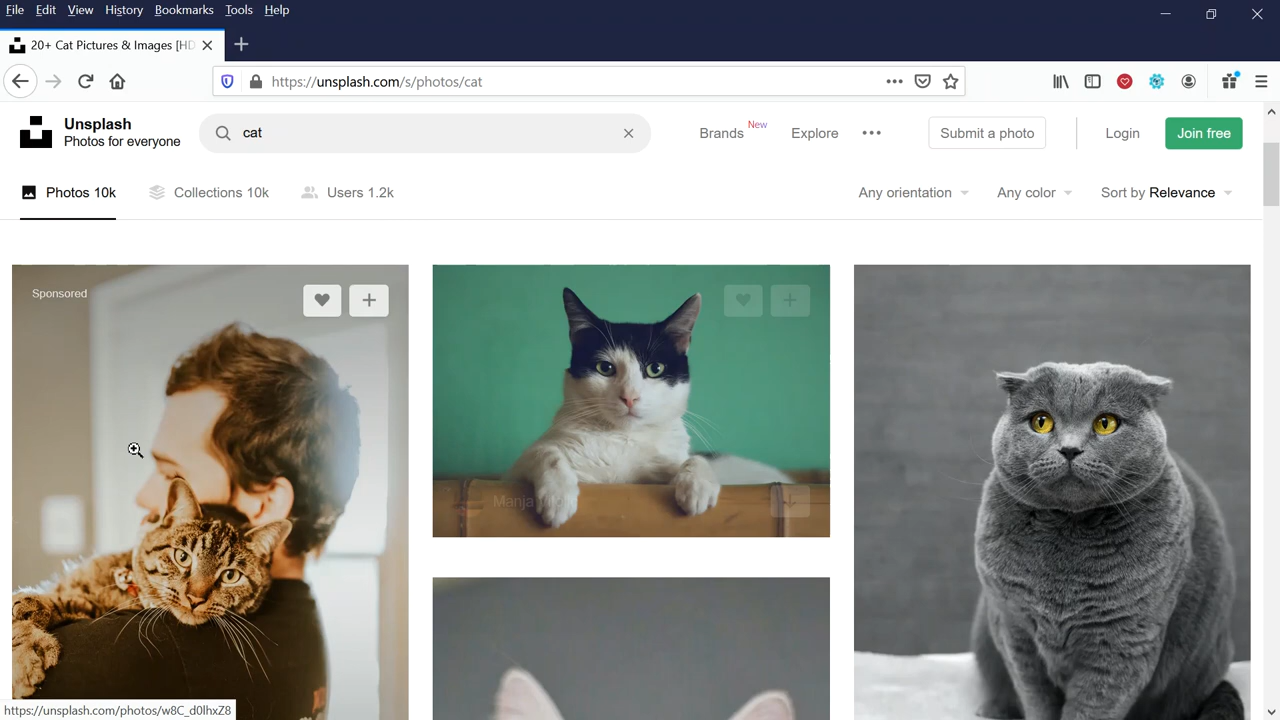 File Edit View History Bookmarks Tools Help
20+ Cat Pictures & Images [HD
https://unsplash.com/s/photos/cat
Unsplash
Photos for everyone
cat
Brands New Explore
Submit a photo
Login
Join free
Photos 10k
Collections 10k
Users 1.2k
Any orientation
Any color
Sort by Relevance
Sponsored
Manja
https://unsplash.com/photos/w8C_d0lhxZ8